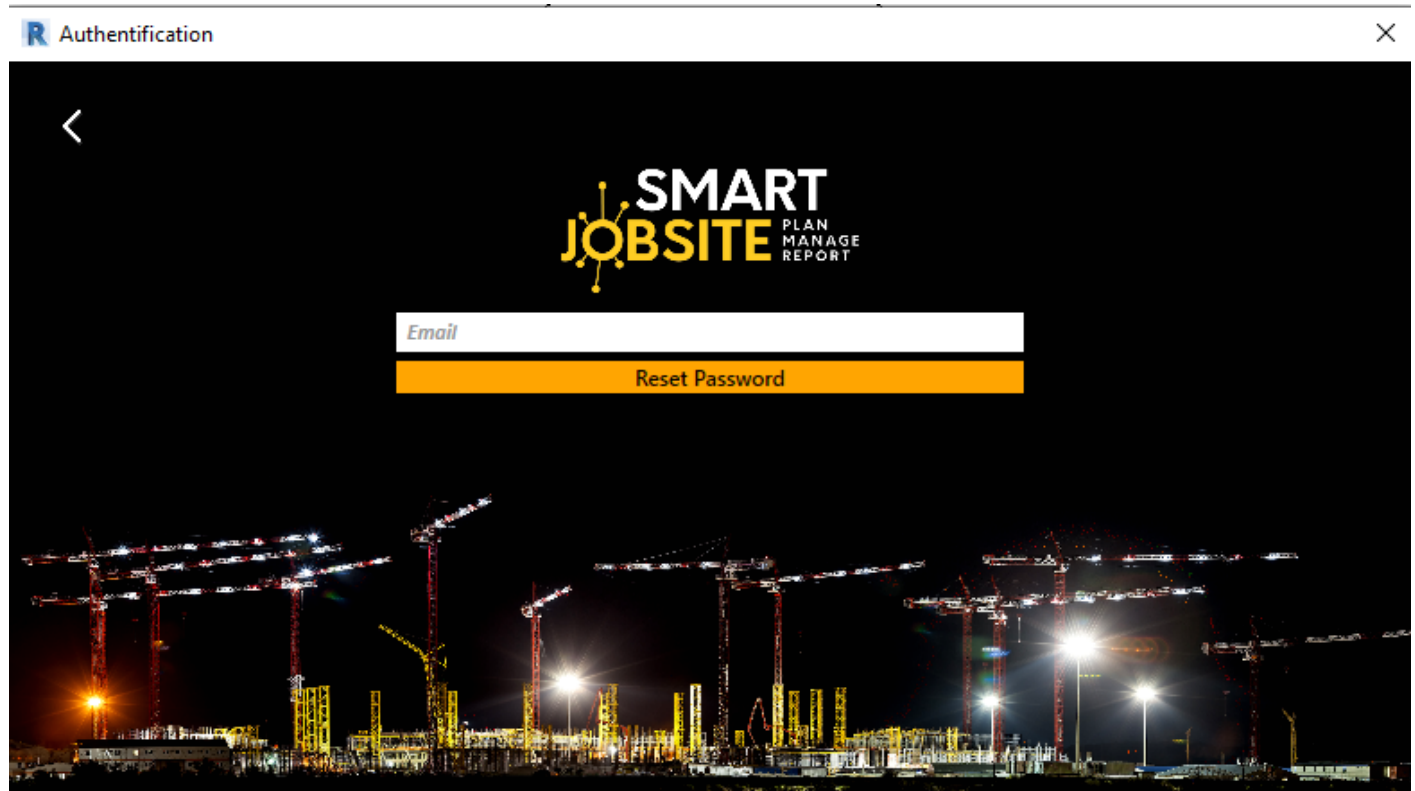 Authentification
SMART
JOBSITE
PLAN
MANAGE
REPORT
Email
Reset Password